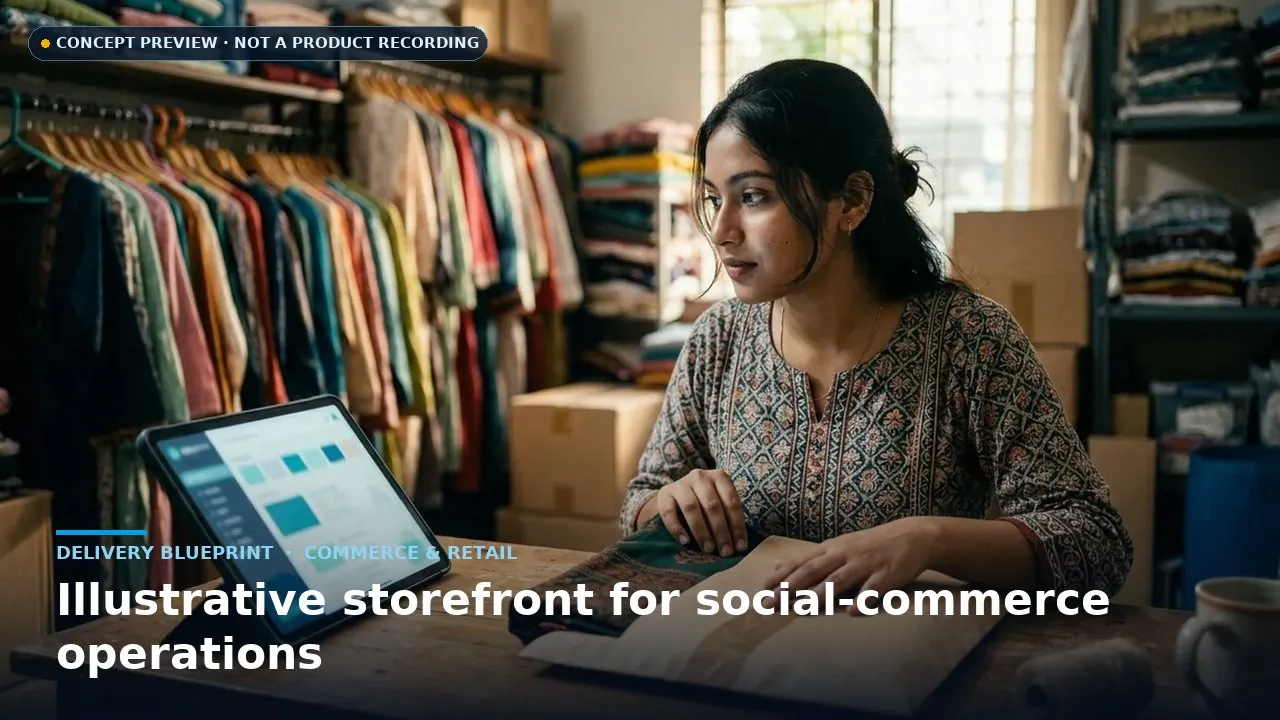 CONCEPT PREVIEW · NOT A PRODUCT RECORDING
DELIVERY BLUEPRINT · COMMERCE & RETAIL
Illustrative storefront for social-commerce
operations